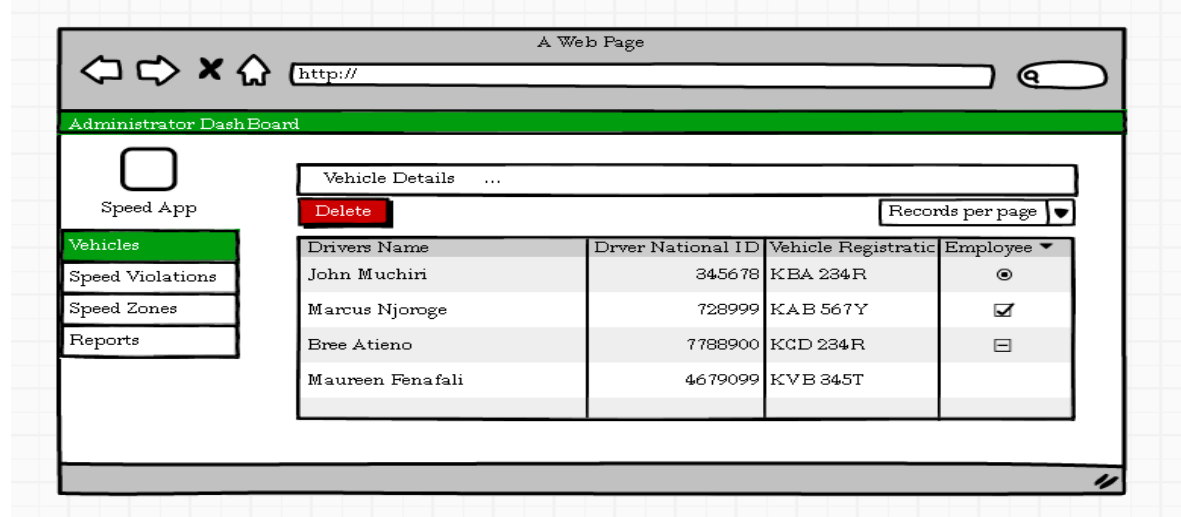 A Web Page
http://
Administrator DashBoard
Speed App
Vehicles
Speed Violations
Speed Zones
Reports
Vehicle Details ...
Delete
Records per page
Drivers Name Drver National ID Vehicle Registratic Employee
John Muchiri 345678 KBA 234R
Marcus Njoroge 728999 KAB 567Y
Bree Atieno 7788900 KCD 234R
Maureen Fenafali 4679099 KVB 345T